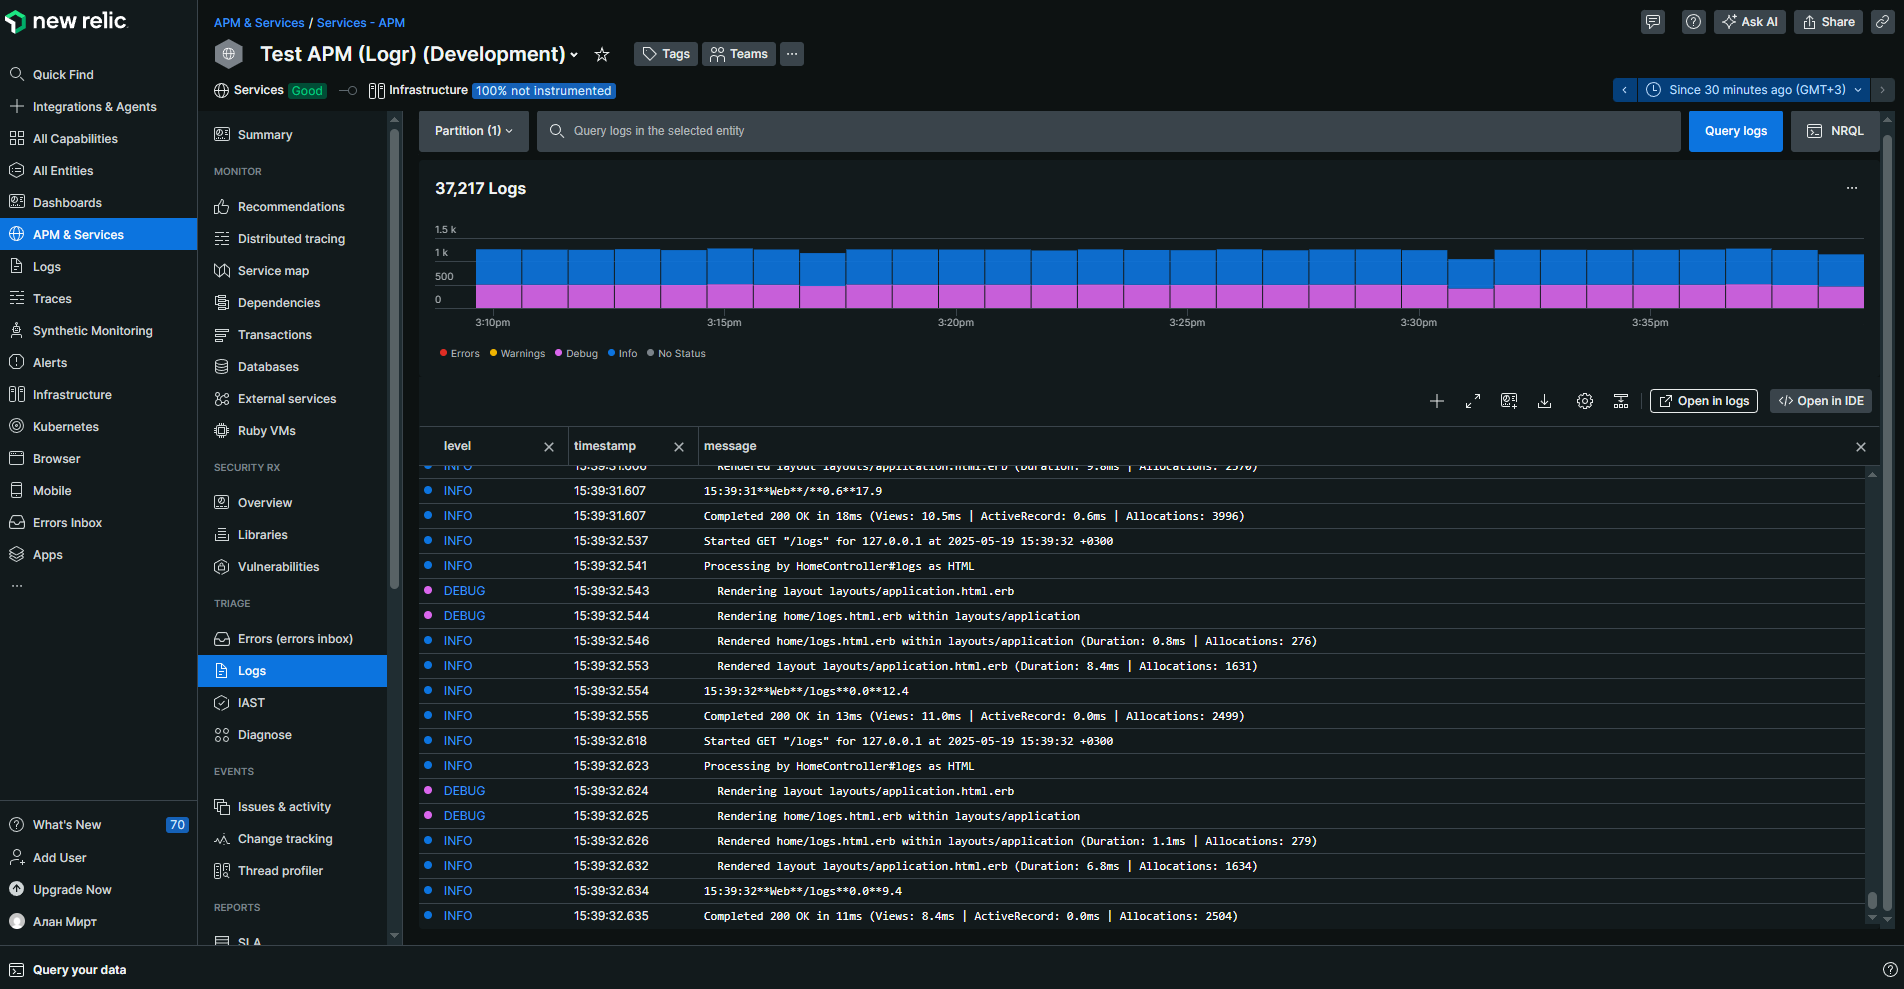 new relic
Quick Find
Integrations & Agents
All Capabilities
All Entities
Dashboards
APM & Services
Logs
Traces
Synthetic Monitoring
Alerts
Infrastructure
Kubernetes
Browser
Mobile
Errors Inbox
Apps
...
What's New 70
Add User
Upgrade Now
Алан Мирт
Query your data
APM & Services / Services - APM
Ask AI
Share
Test APM (Logr) (Development)
Tags
Teams
...
Services Good
Infrastructure 100% not instrumented
Since 30 minutes ago (GMT+3)
Summary
MONITOR
Recommendations
Distributed tracing
Service map
Dependencies
Transactions
Databases
External services
Ruby VMs
SECURITY RX
Overview
Libraries
Vulnerabilities
TRIAGE
Errors (errors inbox)
Logs
IAST
Diagnose
EVENTS
Issues & activity
Change tracking
Thread profiler
REPORTS
SLA
Partition (1)
Query logs in the selected entity
Query logs
NRQL
37,217 Logs
...
1.5 k
1 k
500
0
3:10pm 3:15pm 3:20pm 3:25pm 3:30pm 3:35pm
Errors Warnings Debug Info No Status
Open in logs
</> Open in IDE
level timestamp message
INFO 15:39:31.606 Rendered layout layouts/application.html.erb (Duration: 9.8ms | Allocations: 2570)
INFO 15:39:31.607 15:39:31**Web**/**0.6**17.9
INFO 15:39:31.607 Completed 200 OK in 18ms (Views: 10.5ms | ActiveRecord: 0.6ms | Allocations: 3996)
INFO 15:39:32.537 Started GET "/logs" for 127.0.0.1 at 2025-05-19 15:39:32 +0300
INFO 15:39:32.541 Processing by HomeController#logs as HTML
DEBUG 15:39:32.543 Rendering layout layouts/application.html.erb
DEBUG 15:39:32.544 Rendering home/logs.html.erb within layouts/application
INFO 15:39:32.546 Rendered home/logs.html.erb within layouts/application (Duration: 0.8ms | Allocations: 276)
INFO 15:39:32.553 Rendered layout layouts/application.html.erb (Duration: 8.4ms | Allocations: 1631)
INFO 15:39:32.554 15:39:32**Web**/logs**0.0**12.4
INFO 15:39:32.555 Completed 200 OK in 13ms (Views: 11.0ms | ActiveRecord: 0.0ms | Allocations: 2499)
INFO 15:39:32.618 Started GET "/logs" for 127.0.0.1 at 2025-05-19 15:39:32 +0300
INFO 15:39:32.623 Processing by HomeController#logs as HTML
DEBUG 15:39:32.624 Rendering layout layouts/application.html.erb
DEBUG 15:39:32.625 Rendering home/logs.html.erb within layouts/application
INFO 15:39:32.626 Rendered home/logs.html.erb within layouts/application (Duration: 1.1ms | Allocations: 279)
INFO 15:39:32.632 Rendered layout layouts/application.html.erb (Duration: 6.8ms | Allocations: 1634)
INFO 15:39:32.634 15:39:32**Web**/logs**0.0**9.4
INFO 15:39:32.635 Completed 200 OK in 11ms (Views: 8.4ms | ActiveRecord: 0.0ms | Allocations: 2504)